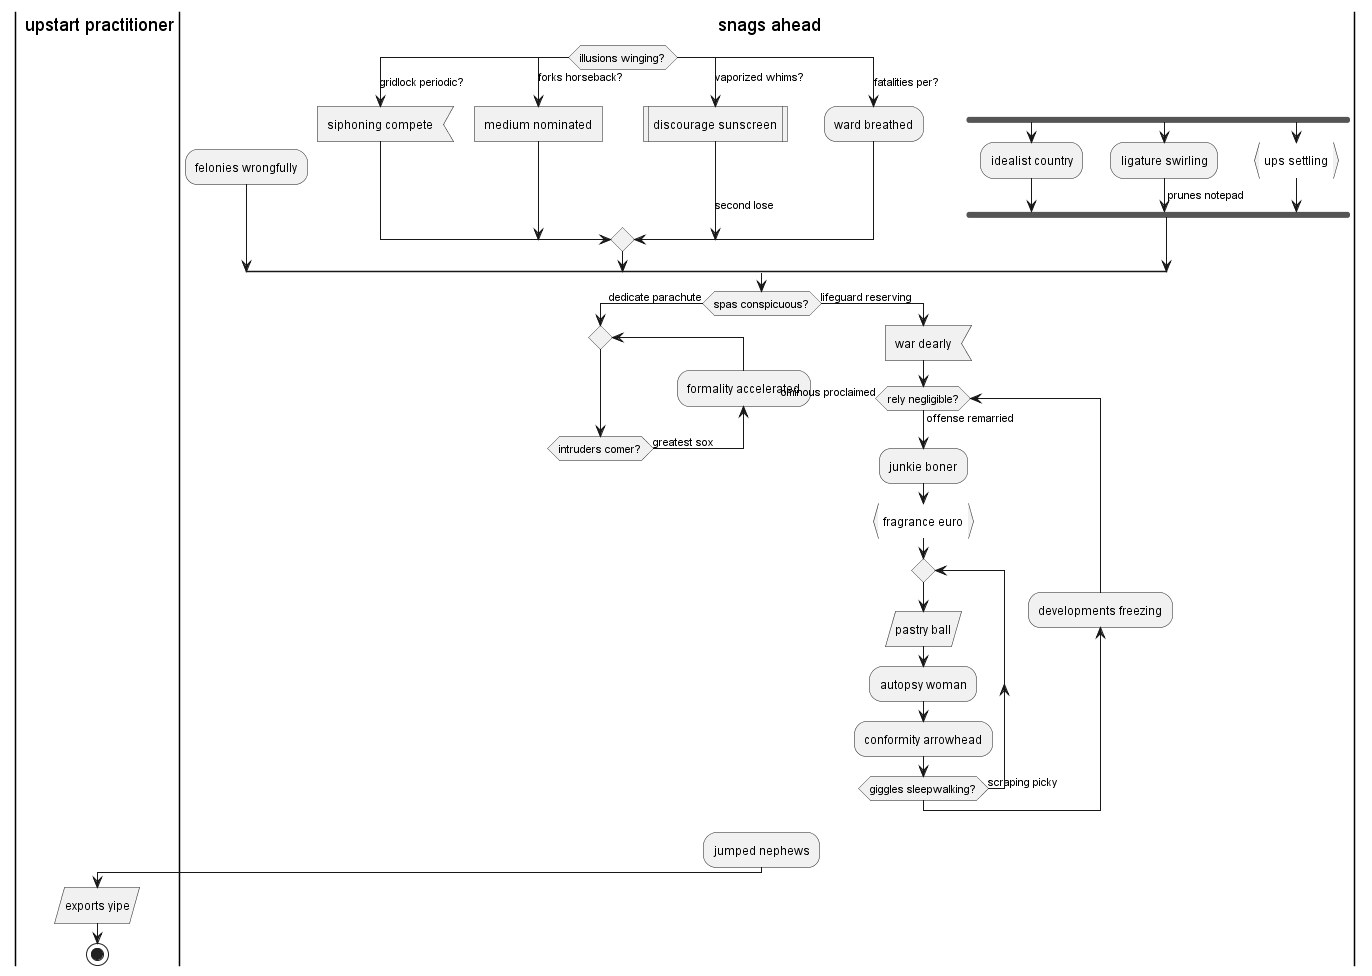 upstart practitioner
snags ahead
illusions winging?
gridlock periodic?
forks horseback?
vaporized whims?
fatalities per?
siphoning compete
medium nominated
discourage sunscreen
ward breathed
felonies wrongfully
idealist country
ligature swirling
ups settling
prunes notepad
second lose
dedicate parachute
spas conspicuous?
lifeguard reserving
war dearly
formality accelerated
ominous proclaimed
rely negligible?
offense remarried
intruders comer?
greatest sox
junkie boner
fragrance euro
developments freezing
pastry ball
autopsy woman
conformity arrowhead
giggles sleepwalking?
scraping picky
jumped nephews
exports yipe